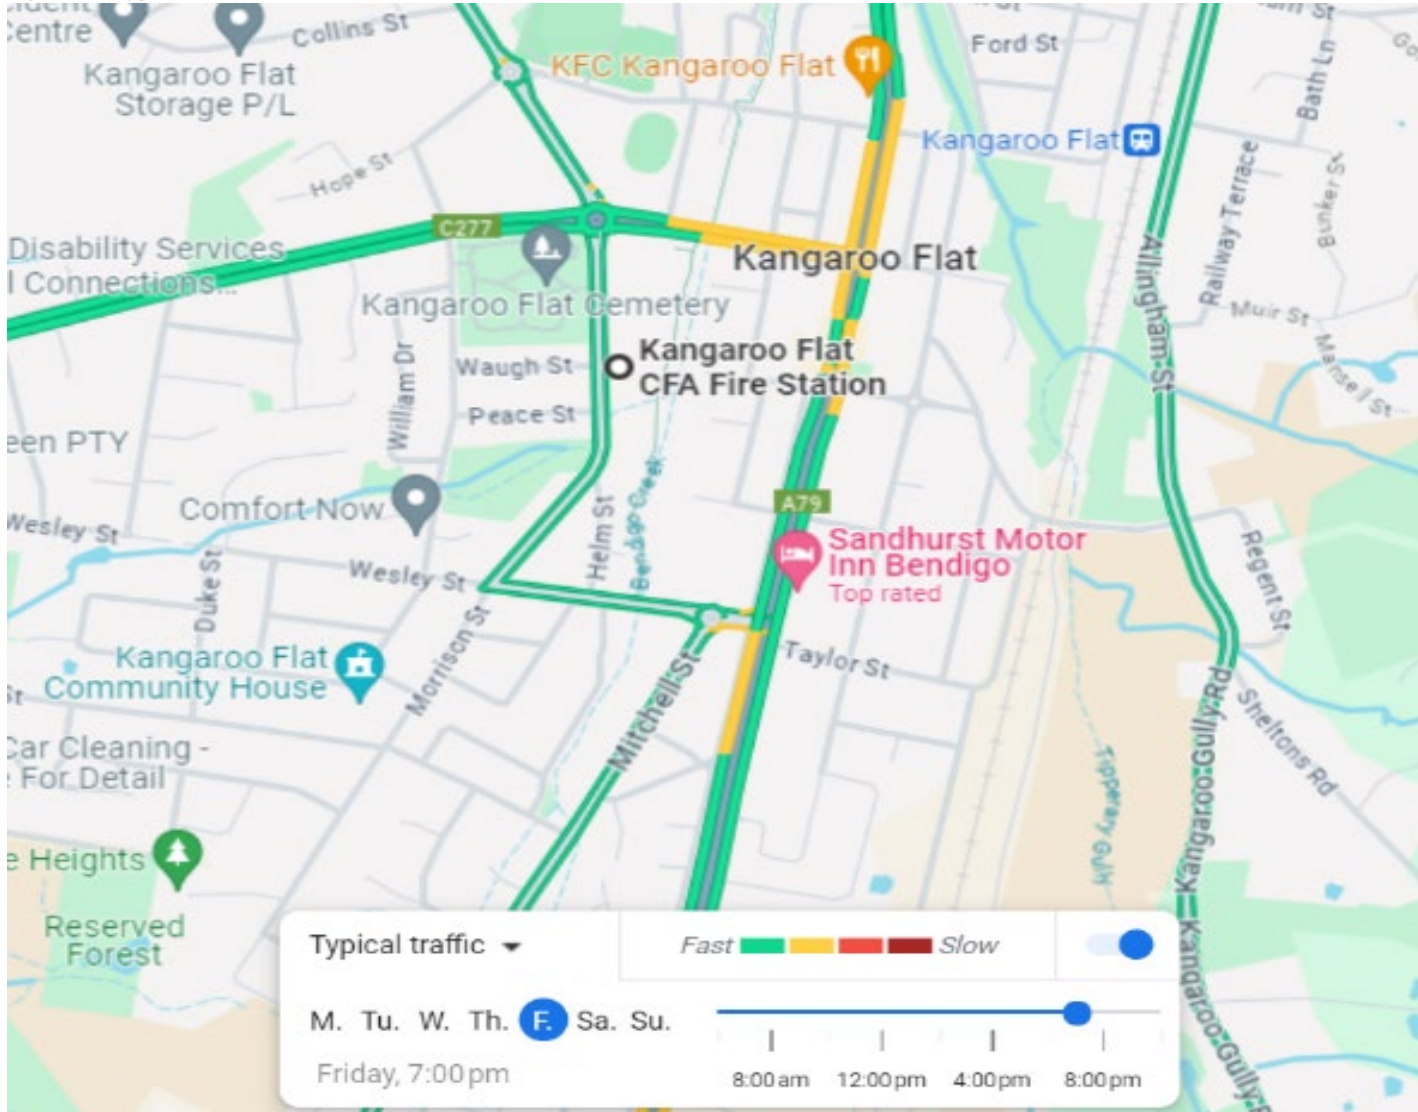 Centre
Collins St
Kangaroo Flat
Storage P/L
KFC Kangaroo Flat
Ford St
Bath Ln
Kangaroo Flat
Hope St
Railway Terrace
Bunker St
C277
Disability Services
l Connections...
Kangaroo Flat
Allingham St
Kangaroo Flat Cemetery
Muir St
Mansell St
William Dr
Waugh St
Kangaroo Flat
CFA Fire Station
Peace St
een PTY
Comfort Now
A79
Wesley St
Helm St
Bendigo Creek
Sandhurst Motor
Inn Bendigo
Top rated
Regent St
Duke St
Wesley St
Morrison St
Kangaroo Flat
Community House
Taylor St
Mitchell St
Sheltons Rd
Kangaroo Gully Rd
Car Cleaning -
e For Detail
Tipperary Gully
e Heights
Reserved
Forest
Kangaroo Gully
Typical traffic
Fast
Slow
M. Tu. W. Th. F. Sa. Su.
Friday, 7:00 pm
8:00 am 12:00 pm 4:00 pm 8:00 pm